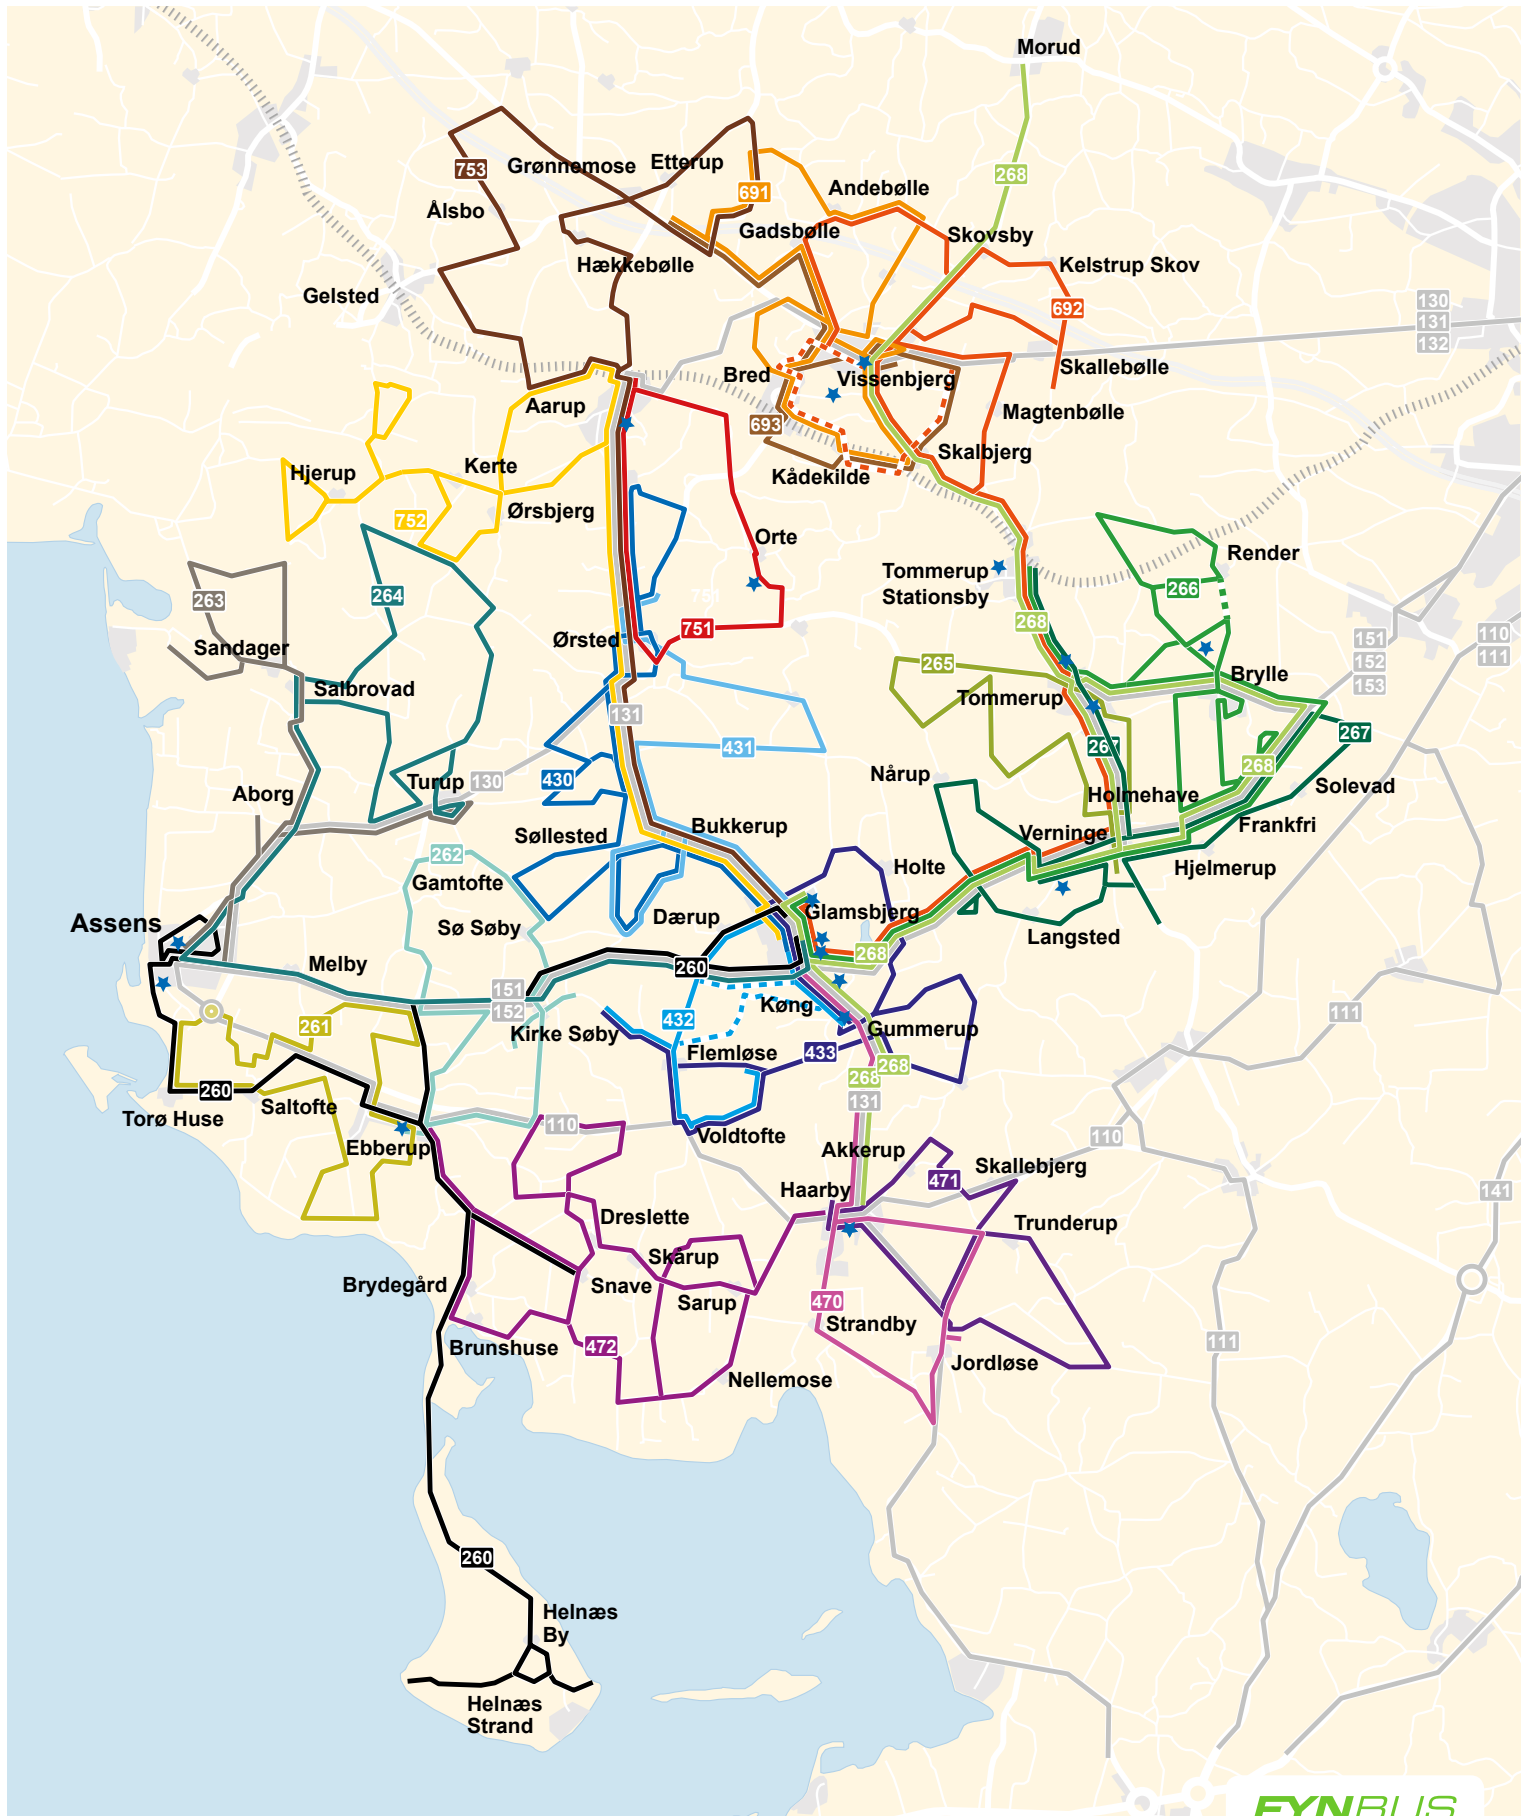 Morud
753
Grønnemose
Etterup
691
Andebølle
268
Ålsbo
Gadsbølle
Skovsby
Hækkebølle
Kelstrup Skov
Gelsted
692
130
131
132
Bred
Vissenbjerg
Skallebølle
Aarup
693
Magtenbølle
Hjerup
Kerte
Kådekilde
Skalbjerg
752
Ørsbjerg
Orte
Render
Tommerup
Stationsby
263
264
751
266
268
Sandager
Ørsted
751
151
152
153
110
111
265
Salbrovad
Tommerup
Brylle
131
267
267
431
Turup
130
430
Nårup
268
Aborg
Holmehave
Solevad
Søllested
Bukkerup
Verninge
Frankfri
262
Gamtofte
Holte
Hjelmerup
Assens
Sø Søby
Dærup
Glamsbjerg
Langsted
Melby
260
268
151
152
Køng
111
261
Kirke Søby
432
Gummerup
Flemløse
433
268
268
260
131
Torø Huse
Saltofte
110
Ebberup
Voldtofte
110
Akkerup
Skallebjerg
471
Haarby
141
Dreslette
Trunderup
Skårup
Brydegård
Snave
Sarup
470
Strandby
111
Brunshuse
472
Jordløse
Nellemose
260
Helnæs
By
Helnæs
Strand
FYNBUS